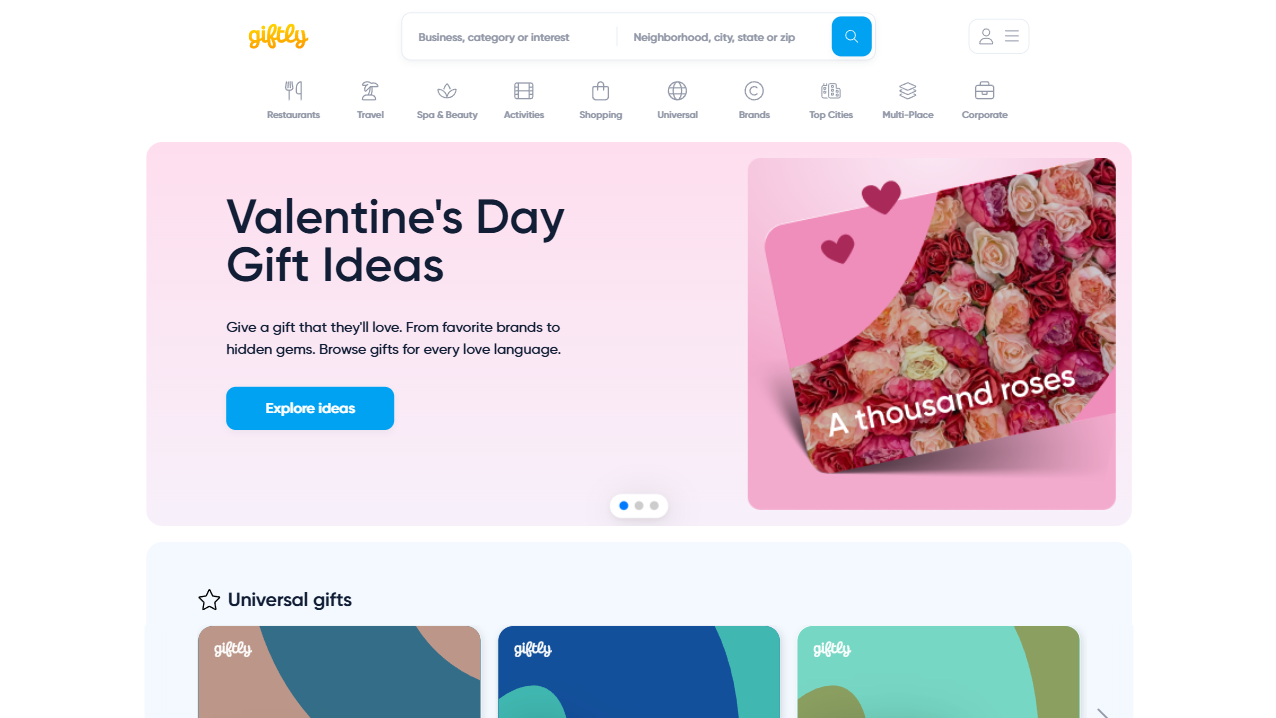 giftly
Business, category or interest
Neighborhood, city, state or zip
Restaurants
Travel
Spa & Beauty
Activities
Shopping
Universal
Brands
Top Cities
Multi-Place
Corporate
Valentine's Day
Gift Ideas
Give a gift that they'll love. From favorite brands to
hidden gems. Browse gifts for every love language.
Explore ideas
A thousand roses
Universal gifts
giftly
giftly
giftly